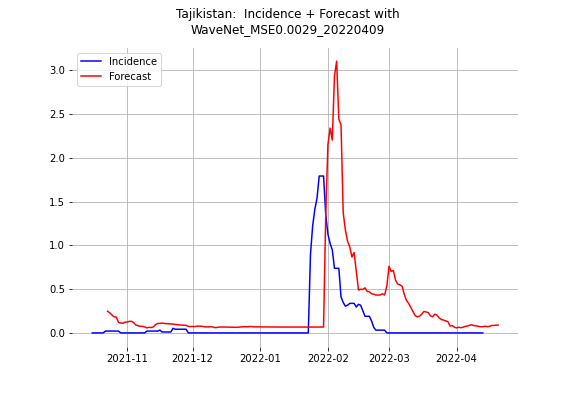 Tajikistan:  Incidence + Forecast with
WaveNet_MSE0.0029_20220409
Incidence
Forecast
3.0
2.5
2.0
1.5
1.0
0.5
0.0
2021-11 2021-12 2022-01 2022-02 2022-03 2022-04